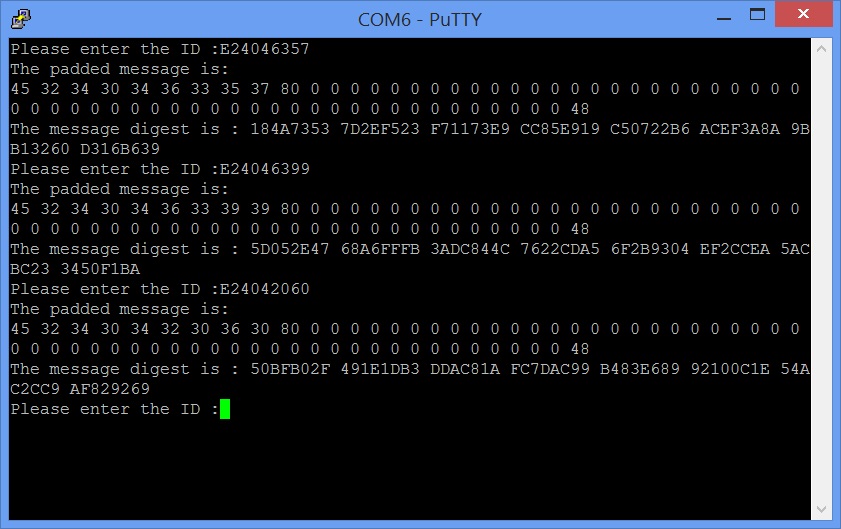 COM6 - PuTTY
Please enter the ID :E24046357
The padded message is:
45 32 34 30 34 36 33 35 37 80 0 0 0 0 0 0 0 0 0 0 0 0 0 0 0 0 0 0 0 0 0 0 0 0 0
0 0 0 0 0 0 0 0 0 0 0 0 0 0 0 0 0 0 0 0 0 0 0 0 0 0 0 0 48
The message digest is : 184A7353 7D2EF523 F71173E9 CC85E919 C50722B6 ACEF3A8A 9B
B13260 D316B639
Please enter the ID :E24046399
The padded message is:
45 32 34 30 34 36 33 39 39 80 0 0 0 0 0 0 0 0 0 0 0 0 0 0 0 0 0 0 0 0 0 0 0 0 0
0 0 0 0 0 0 0 0 0 0 0 0 0 0 0 0 0 0 0 0 0 0 0 0 0 0 0 0 48
The message digest is : 5D052E47 68A6FFFB 3ADC844C 7622CDA5 6F2B9304 EF2CCEA 5AC
BC23 3450F1BA
Please enter the ID :E24042060
The padded message is:
45 32 34 30 34 32 30 36 30 80 0 0 0 0 0 0 0 0 0 0 0 0 0 0 0 0 0 0 0 0 0 0 0 0 0
0 0 0 0 0 0 0 0 0 0 0 0 0 0 0 0 0 0 0 0 0 0 0 0 0 0 0 0 48
The message digest is : 50BFB02F 491E1DB3 DDAC81A FC7DAC99 B483E689 92100C1E 54A
C2CC9 AF829269
Please enter the ID :